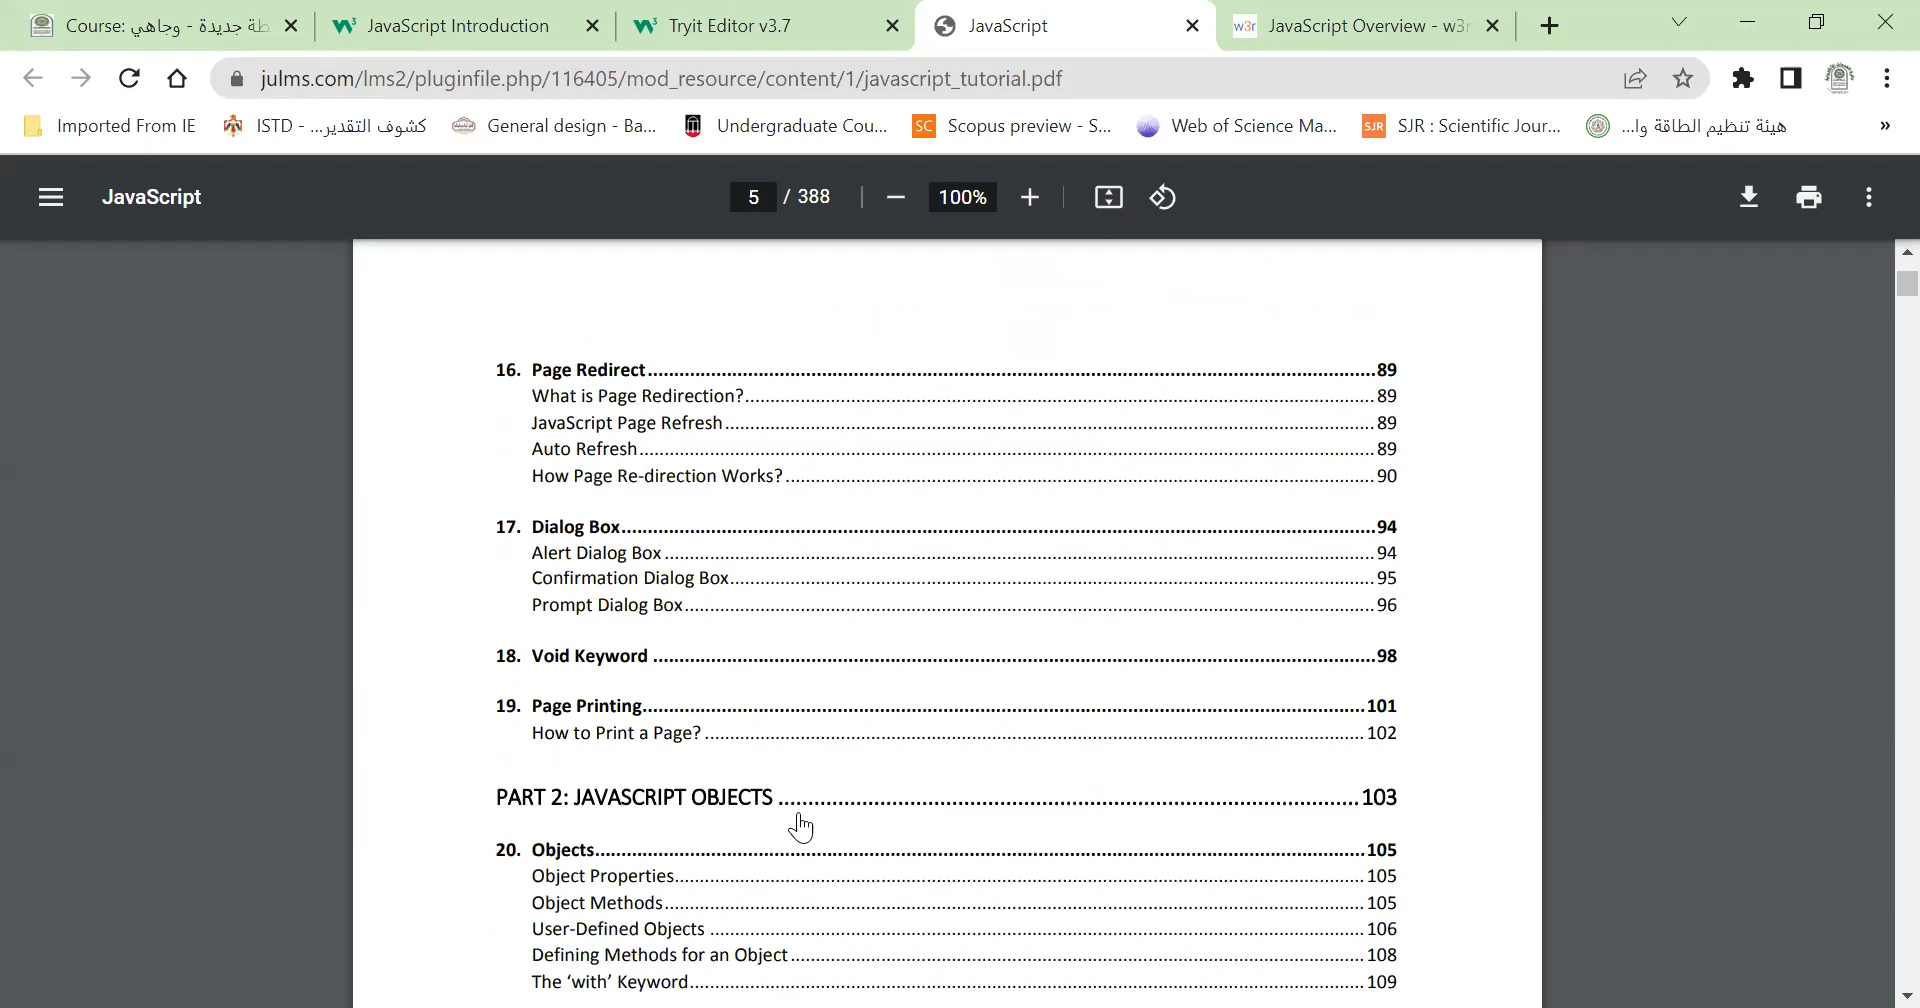 Course: وجاهي - طة جديدة
JavaScript Introduction
Tryit Editor v3.7
JavaScript
JavaScript Overview - w3r
julms.com/lms2/pluginfile.php/116405/mod_resource/content/1/javascript_tutorial.pdf
Imported From IE
ISTD - ...كشوف التقدير
General design - Ba...
Undergraduate Cou...
SC
Scopus preview - S...
Web of Science Ma...
SJR
SJR : Scientific Jour...
هيئة تنظيم الطاقة وا...
»
JavaScript
5 / 388
100%
16. Page Redirect 89
What is Page Redirection? 89
JavaScript Page Refresh 89
Auto Refresh 89
How Page Re-direction Works? 90
17. Dialog Box 94
Alert Dialog Box 94
Confirmation Dialog Box 95
Prompt Dialog Box 96
18. Void Keyword 98
19. Page Printing 101
How to Print a Page? 102
PART 2: JAVASCRIPT OBJECTS 103
20. Objects 105
Object Properties 105
Object Methods 105
User-Defined Objects 106
Defining Methods for an Object 108
The ‘with’ Keyword 109